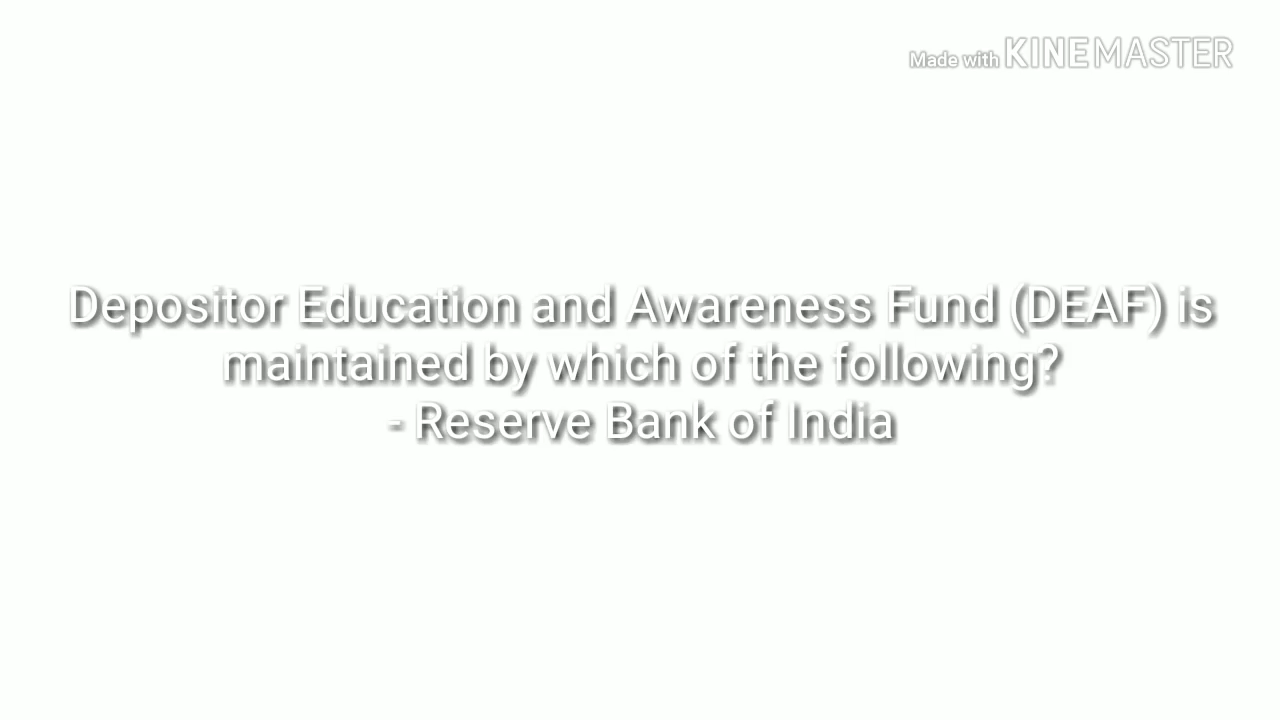 Made with KINEMASTER
Depositor Education and Awareness Fund (DEAF) is
maintained by which of the following?
- Reserve Bank of India